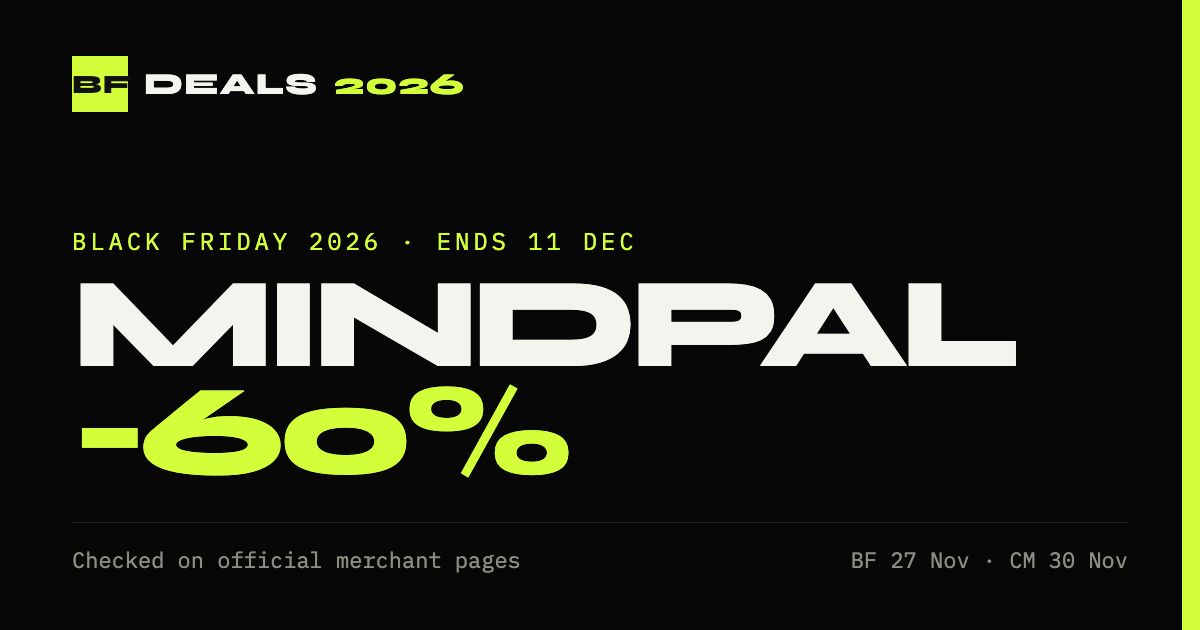 BF DEALS 2026
BLACK FRIDAY 2026 · ENDS 11 DEC
MINDPAL
-60%
Checked on official merchant pages
BF 27 Nov · CM 30 Nov